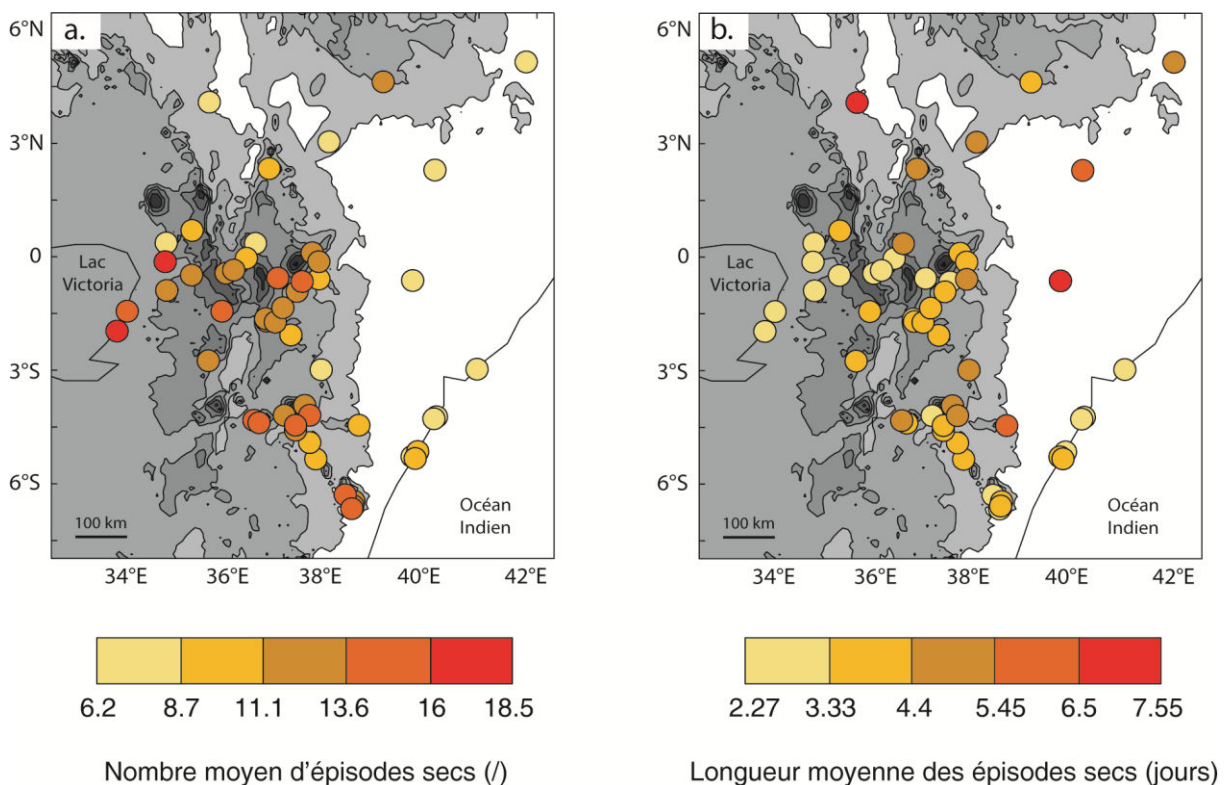 6°N
3°N
0
3°S
6°S
a.
Lac
Victoria
Océan
Indien
100 km
34°E 36°E 38°E 40°E 42°E
6.2 8.7 11.1 13.6 16 18.5
Nombre moyen d'épisodes secs (/)
6°N
3°N
0
3°S
6°S
b.
Lac
Victoria
Océan
Indien
100 km
34°E 36°E 38°E 40°E 42°E
2.27 3.33 4.4 5.45 6.5 7.55
Longueur moyenne des épisodes secs (jours)